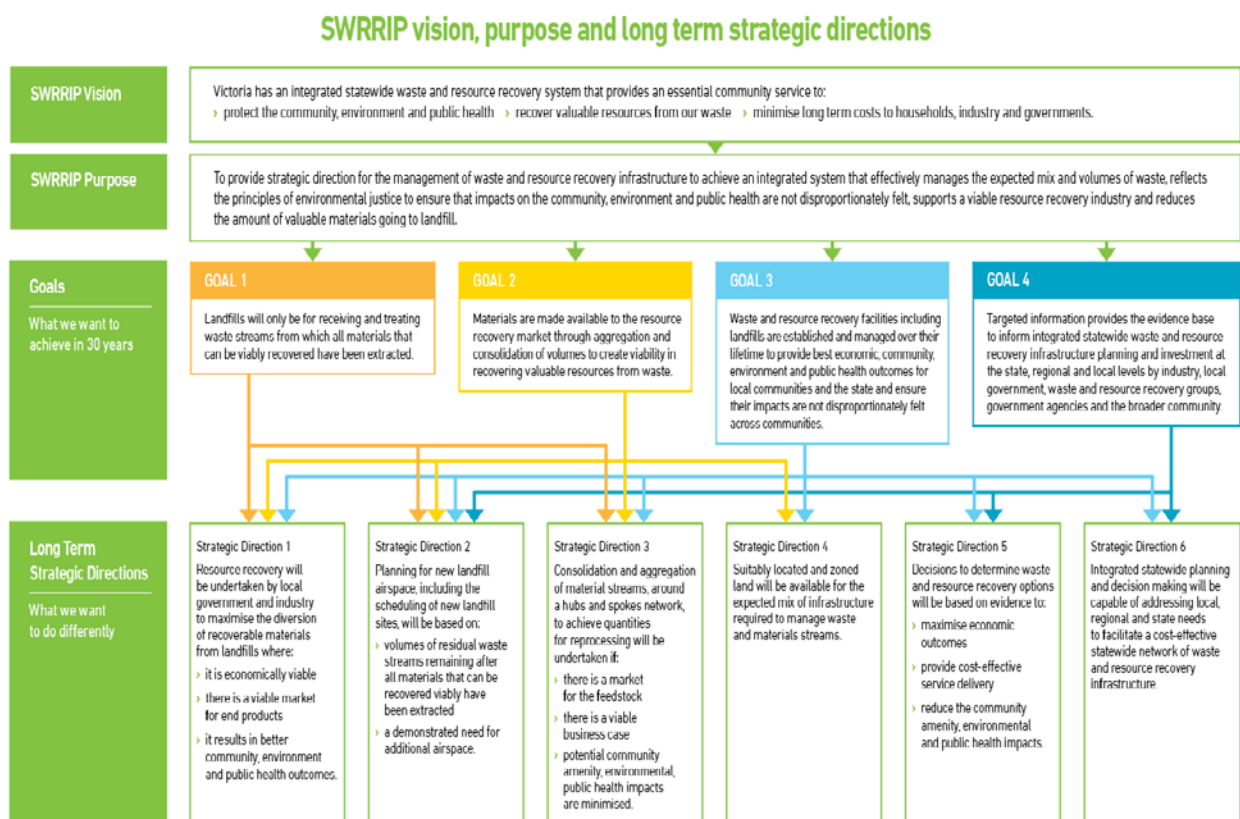 SWRRIP vision, purpose and long term strategic directions
SWRRIP Vision
Victoria has an integrated statewide waste and resource recovery system that provides an essential community service to:
› protect the community, environment and public health › recover valuable resources from our waste › minimise long term costs to households, industry and governments.
SWRRIP Purpose
To provide strategic direction for the management of waste and resource recovery infrastructure to achieve an integrated system that effectively manages the expected mix and volumes of waste, reflects
the principles of environmental justice to ensure that impacts on the community, environment and public health are not disproportionately felt, supports a viable resource recovery industry and reduces
the amount of valuable materials going to landfill.
Goals
What we want to
achieve in 30 years
GOAL 1
Landfills will only be for receiving and treating
waste streams from which all materials that
can be viably recovered have been extracted.
GOAL 2
Materials are made available to the resource
recovery market through aggregation and
consolidation of volumes to create viability in
recovering valuable resources from waste.
GOAL 3
Waste and resource recovery facilities including
landfills are established and managed over their
lifetime to provide best economic, community,
environment and public health outcomes for
local communities and the state and ensure
their impacts are not disproportionately felt
across communities.
GOAL 4
Targeted information provides the evidence base
to inform integrated statewide waste and resource
recovery infrastructure planning and investment at
the state, regional and local levels by industry, local
government, waste and resource recovery groups,
government agencies and the broader community
Long Term
Strategic Directions
What we want
to do differently
Strategic Direction 1
Resource recovery will
be undertaken by local
government and industry
to maximise the diversion
of recoverable materials
from landfills where:
› it is economically viable
› there is a viable market
for end products
› it results in better
community, environment
and public health outcomes.
Strategic Direction 2
Planning for new landfill
airspace, including the
scheduling of new landfill
sites, will be based on:
› volumes of residual waste
streams remaining after
all materials that can be
recovered viably have
been extracted
› a demonstrated need for
additional airspace.
Strategic Direction 3
Consolidation and aggregation
of material streams, around
a hubs and spokes network,
to achieve quantities
for reprocessing will be
undertaken if:
› there is a market
for the feedstock
› there is a viable
business case
› potential community
amenity, environmental,
public health impacts
are minimised.
Strategic Direction 4
Suitably located and zoned
land will be available for the
expected mix of infrastructure
required to manage waste
and materials streams.
Strategic Direction 5
Decisions to determine waste
and resource recovery options
will be based on evidence to:
› maximise economic
outcomes
› provide cost-effective
service delivery
› reduce the community
amenity, environmental
and public health impacts.
Strategic Direction 6
Integrated statewide planning
and decision making will be
capable of addressing local,
regional and state needs
to facilitate a cost-effective
statewide network of waste
and resource recovery
infrastructure.